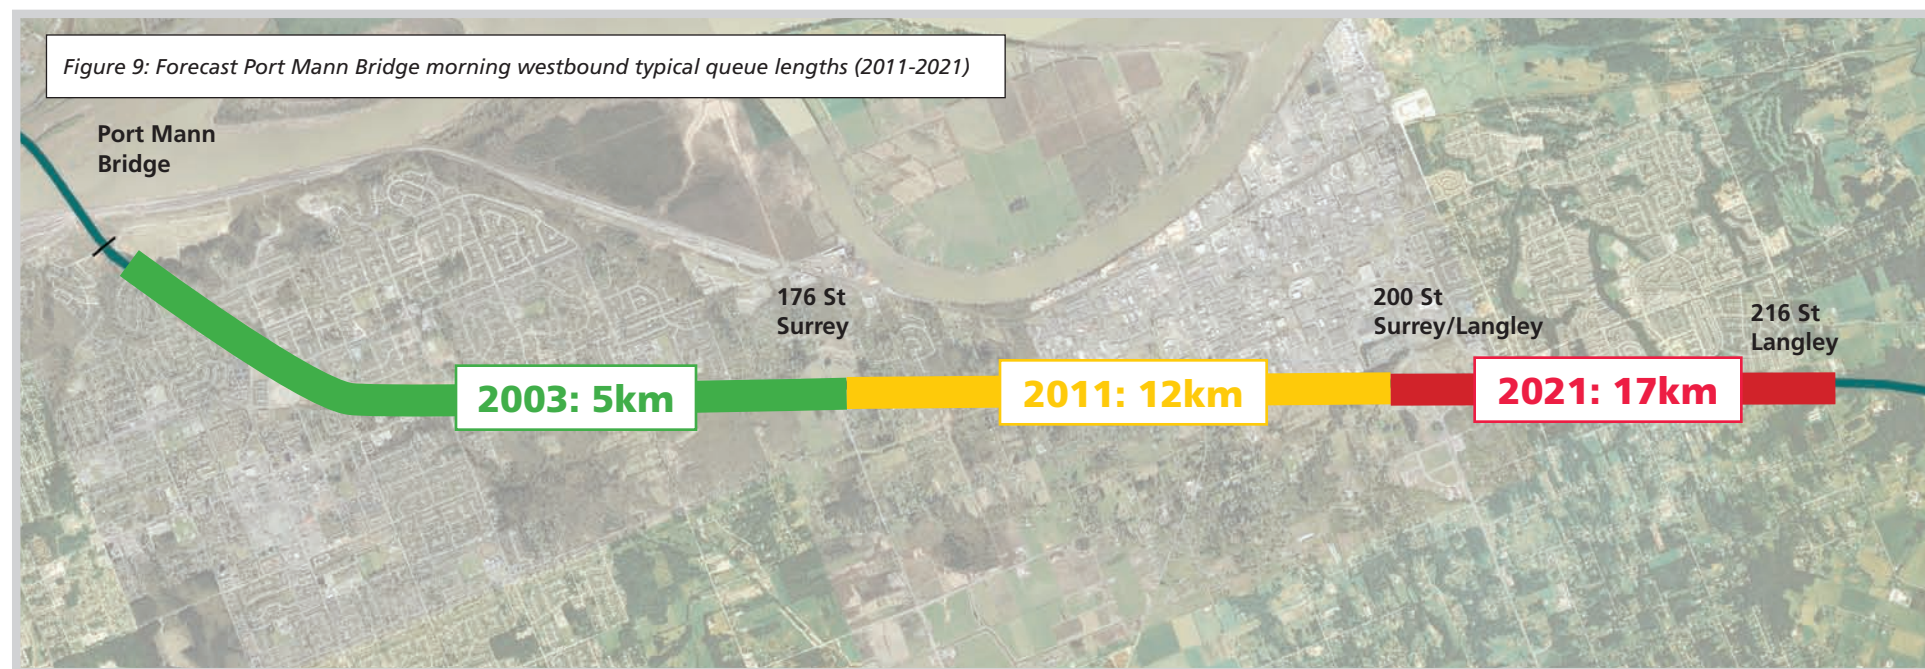 Figure 9: Forecast Port Mann Bridge morning westbound typical queue lengths (2011-2021)
Port Mann
Bridge
176 St
Surrey
200 St
Surrey/Langley
216 St
Langley
2003: 5km
2011: 12km
2021: 17km